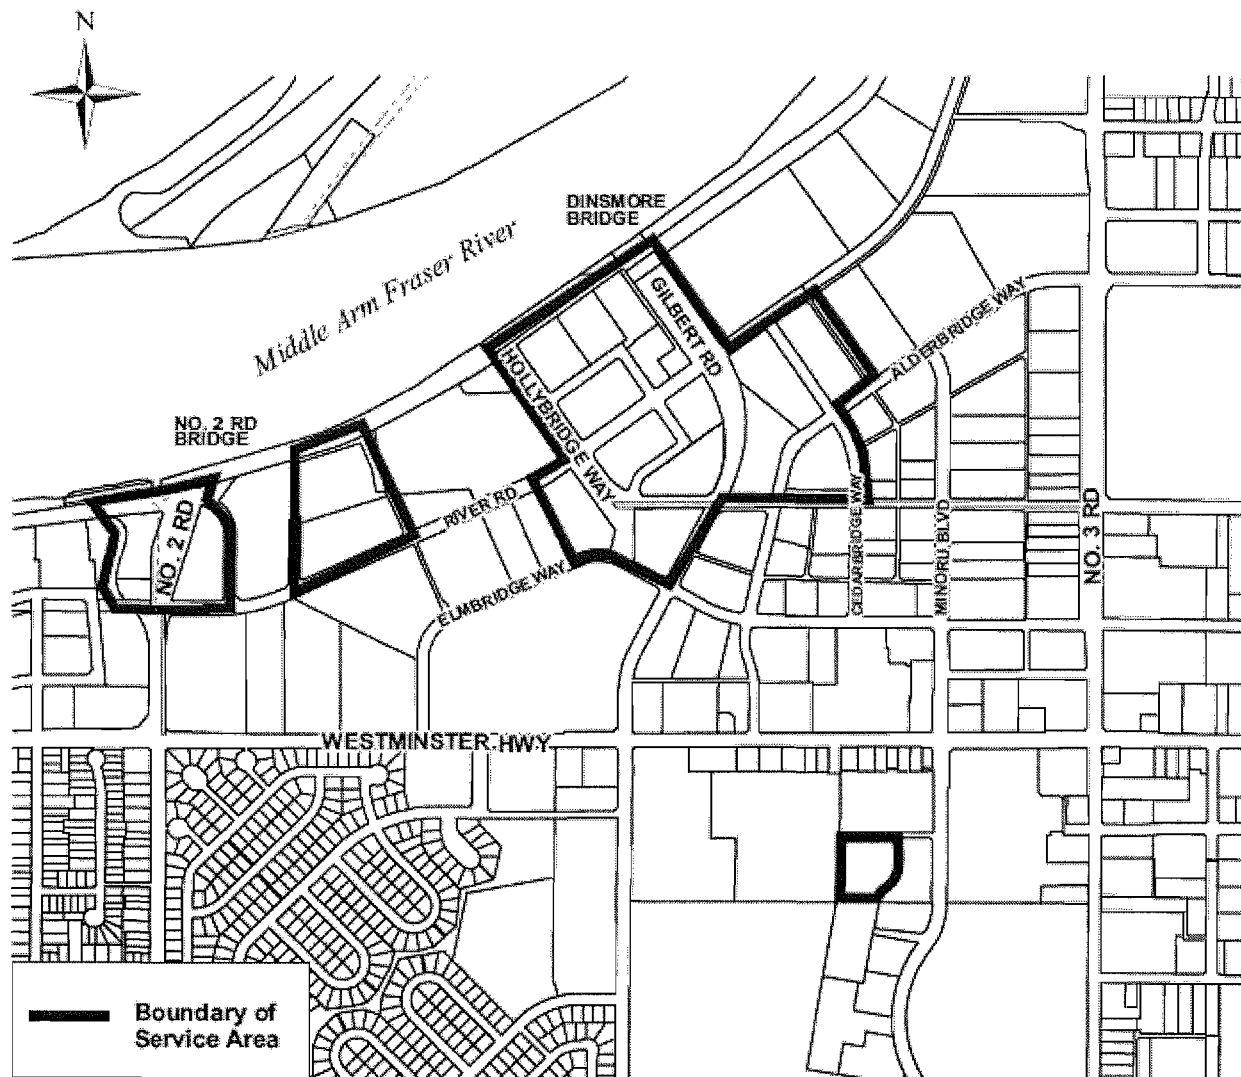 N
DINSMORE
BRIDGE
Middle Arm Fraser River
GILBERT RD
ALDERBRIDGE WAY
HOLLYBRIDGE WAY
NO. 2 RD
BRIDGE
NO. 2 RD
RIVER RD
ELMBRIDGE WAY
CEDARBRIDGE WAY
MINORU BLVD
NO. 3 RD
WESTMINSTER HWY
Boundary of
Service Area